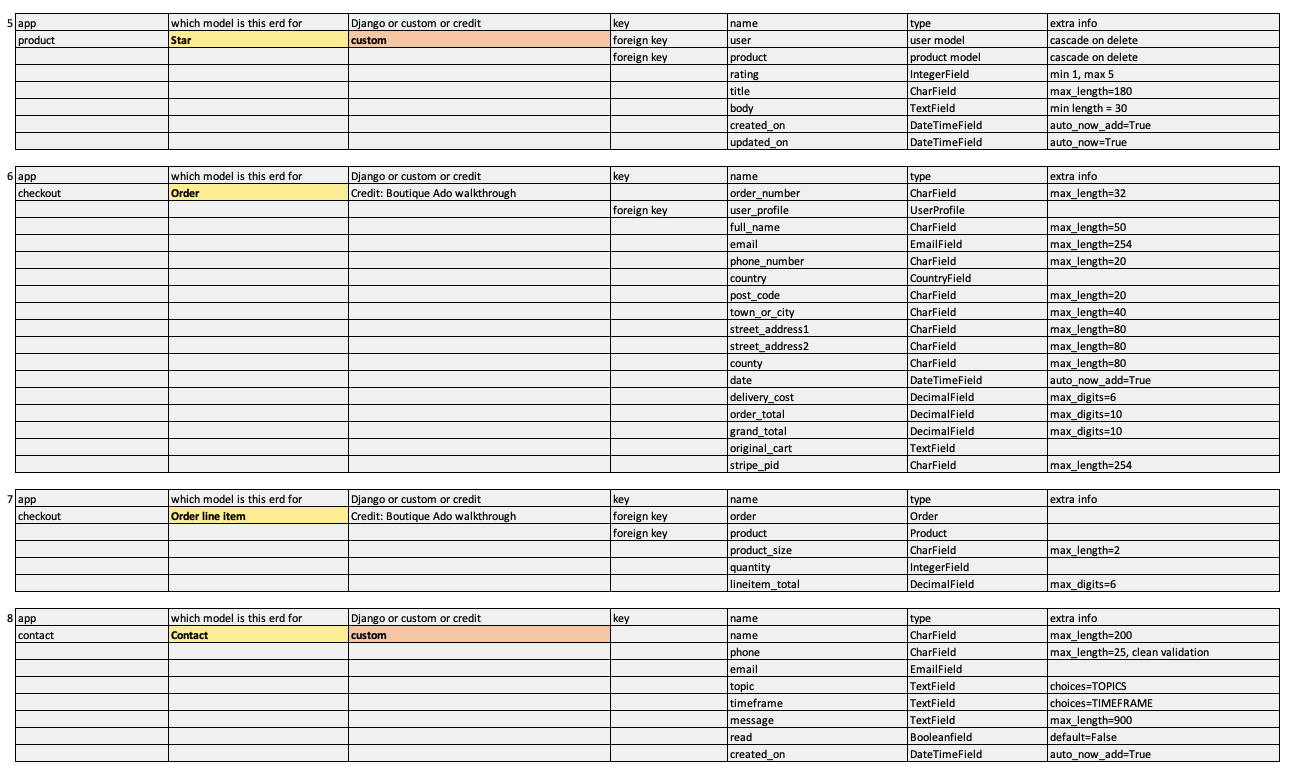 5 app which model is this erd for Django or custom or credit key name type extra info
product Star custom foreign key user user model cascade on delete
foreign key product product model cascade on delete
rating IntegerField min 1, max 5
title CharField max_length=180
body TextField min length = 30
created_on DateTimeField auto_now_add=True
updated_on DateTimeField auto_now=True
6 app which model is this erd for Django or custom or credit key name type extra info
checkout Order Credit: Boutique Ado walkthrough order_number CharField max_length=32
foreign key user_profile UserProfile
full_name CharField max_length=50
email EmailField max_length=254
phone_number CharField max_length=20
country CountryField
post_code CharField max_length=20
town_or_city CharField max_length=40
street_address1 CharField max_length=80
street_address2 CharField max_length=80
county CharField max_length=80
date DateTimeField auto_now_add=True
delivery_cost DecimalField max_digits=6
order_total DecimalField max_digits=10
grand_total DecimalField max_digits=10
original_cart TextField
stripe_pid CharField max_length=254
7 app which model is this erd for Django or custom or credit key name type extra info
checkout Order line item Credit: Boutique Ado walkthrough foreign key order Order
foreign key product Product
product_size CharField max_length=2
quantity IntegerField
lineitem_total DecimalField max_digits=6
8 app which model is this erd for Django or custom or credit key name type extra info
contact Contact custom name CharField max_length=200
phone CharField max_length=25, clean validation
email EmailField
topic TextField choices=TOPICS
timeframe TextField choices=TIMEFRAME
message TextField max_length=900
read Booleanfield default=False
created_on DateTimeField auto_now_add=True